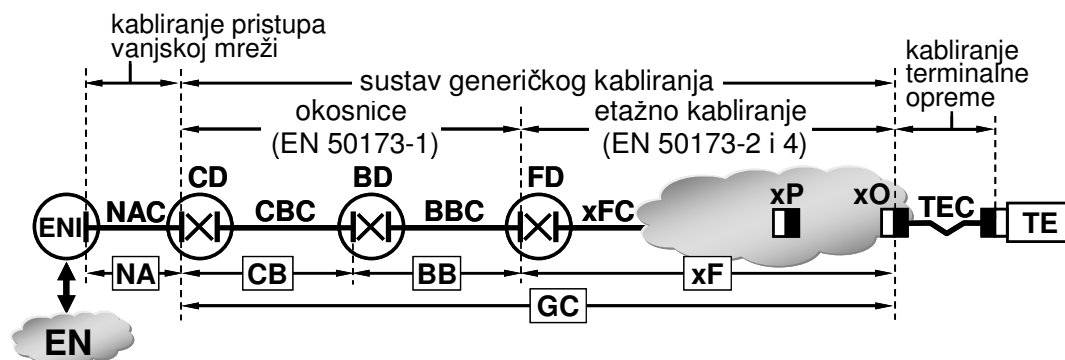 kabliranje pristupa
vanjskoj mreži
kabliranje
terminalne
opreme
sustav generičkog kabliranja
okosnice
(EN 50173-1)
etažno kabliranje
(EN 50173-2 i 4)
CD
BD
FD
xP
xO
ENI
NAC
CBC
BBC
xFC
TEC
TE
NA
CB
BB
xF
GC
EN